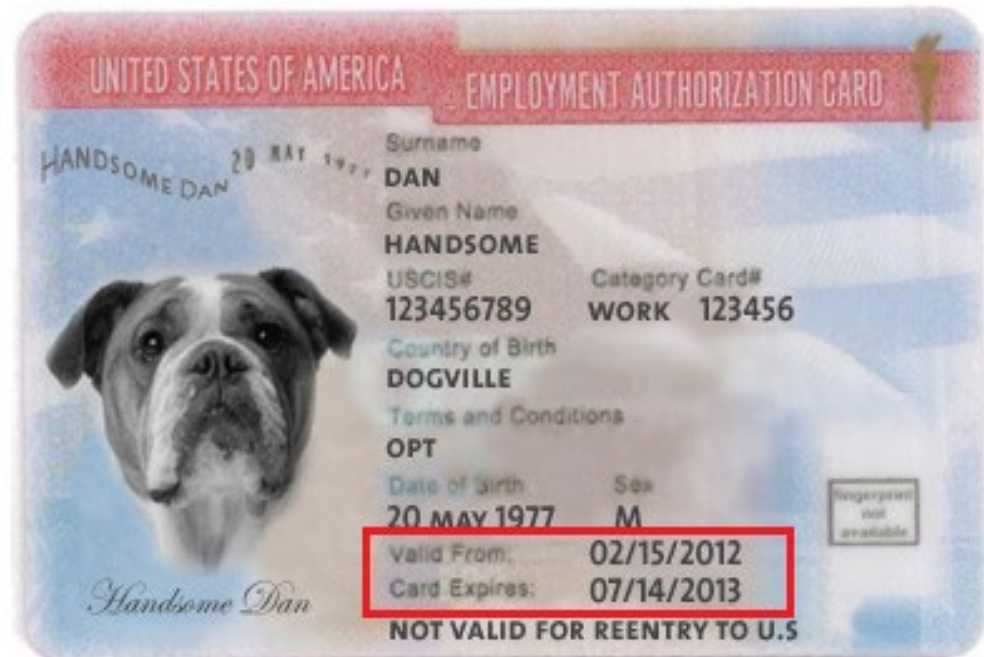 UNITED STATES OF AMERICA EMPLOYMENT AUTHORIZATION CARD
HANDSOME DAN 20 MAY 1977
Surname
DAN
Given Name
HANDSOME
USCIS# Category Card#
123456789 WORK 123456
Country of Birth
DOGVILLE
Terms and Conditions
OPT
Date of Birth Sex
20 MAY 1977 M
Valid From: 02/15/2012
Card Expires: 07/14/2013
NOT VALID FOR REENTRY TO U.S
fingerprint
not
available
Handsome Dan